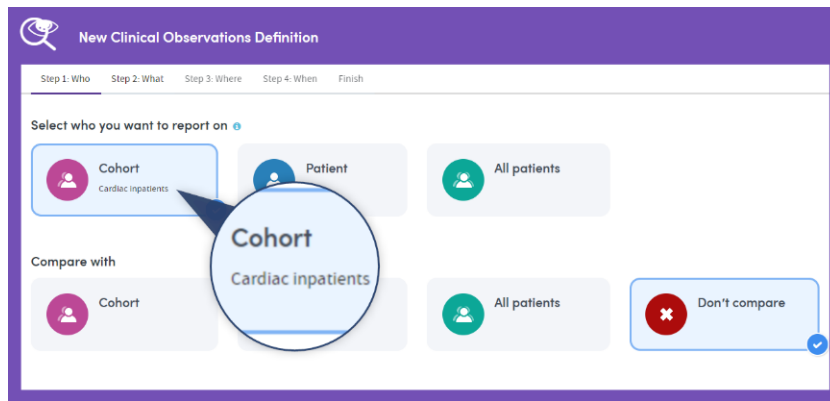 New Clinical Observations Definition
Step 1: Who Step 2: What Step 3: Where Step 4: When Finish
Select who you want to report on
Cohort Patient All patients
Cardiac inpatients
Cohort
Cardiac inpatients
Compare with
Cohort All patients Don't compare